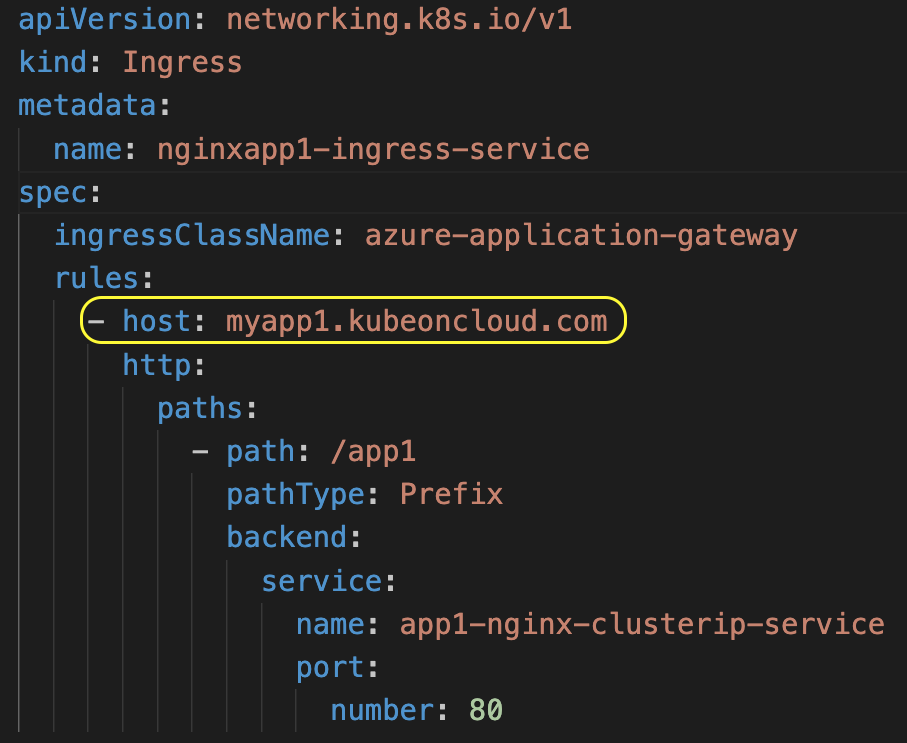 apiVersion: networking.k8s.io/v1
kind: Ingress
metadata:
  name: nginxapp1-ingress-service
spec:
  ingressClassName: azure-application-gateway
  rules:
    - host: myapp1.kubeoncloud.com
      http:
        paths:
          - path: /app1
            pathType: Prefix
            backend:
              service:
                name: app1-nginx-clusterip-service
                port:
                  number: 80